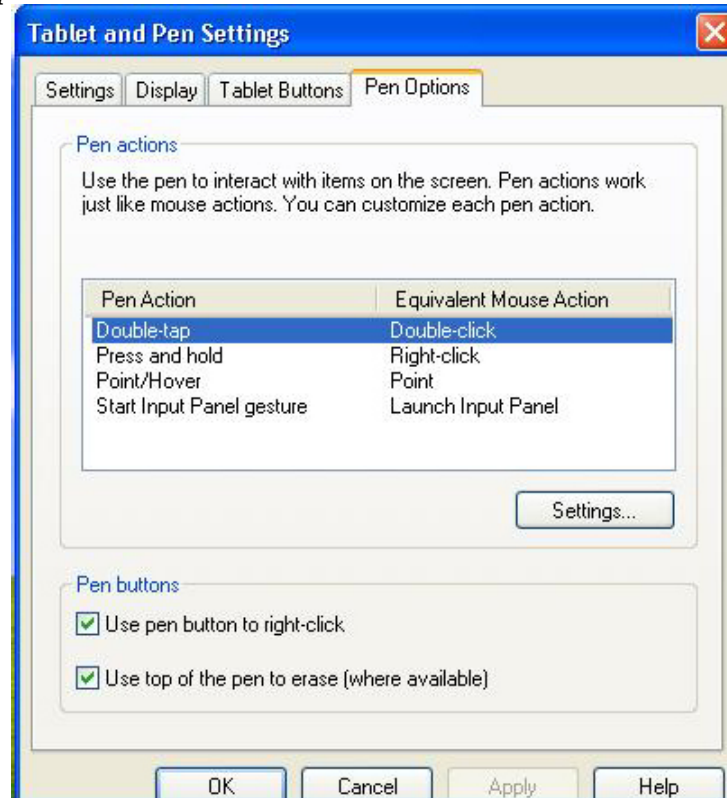 Tablet and Pen Settings
Settings Display Tablet Buttons Pen Options
Pen actions
Use the pen to interact with items on the screen. Pen actions work
just like mouse actions. You can customize each pen action.
Pen Action Equivalent Mouse Action
Double-tap Double-click
Press and hold Right-click
Point/Hover Point
Start Input Panel gesture Launch Input Panel
Settings...
Pen buttons
Use pen button to right-click
Use top of the pen to erase (where available)
OK Cancel Apply Help